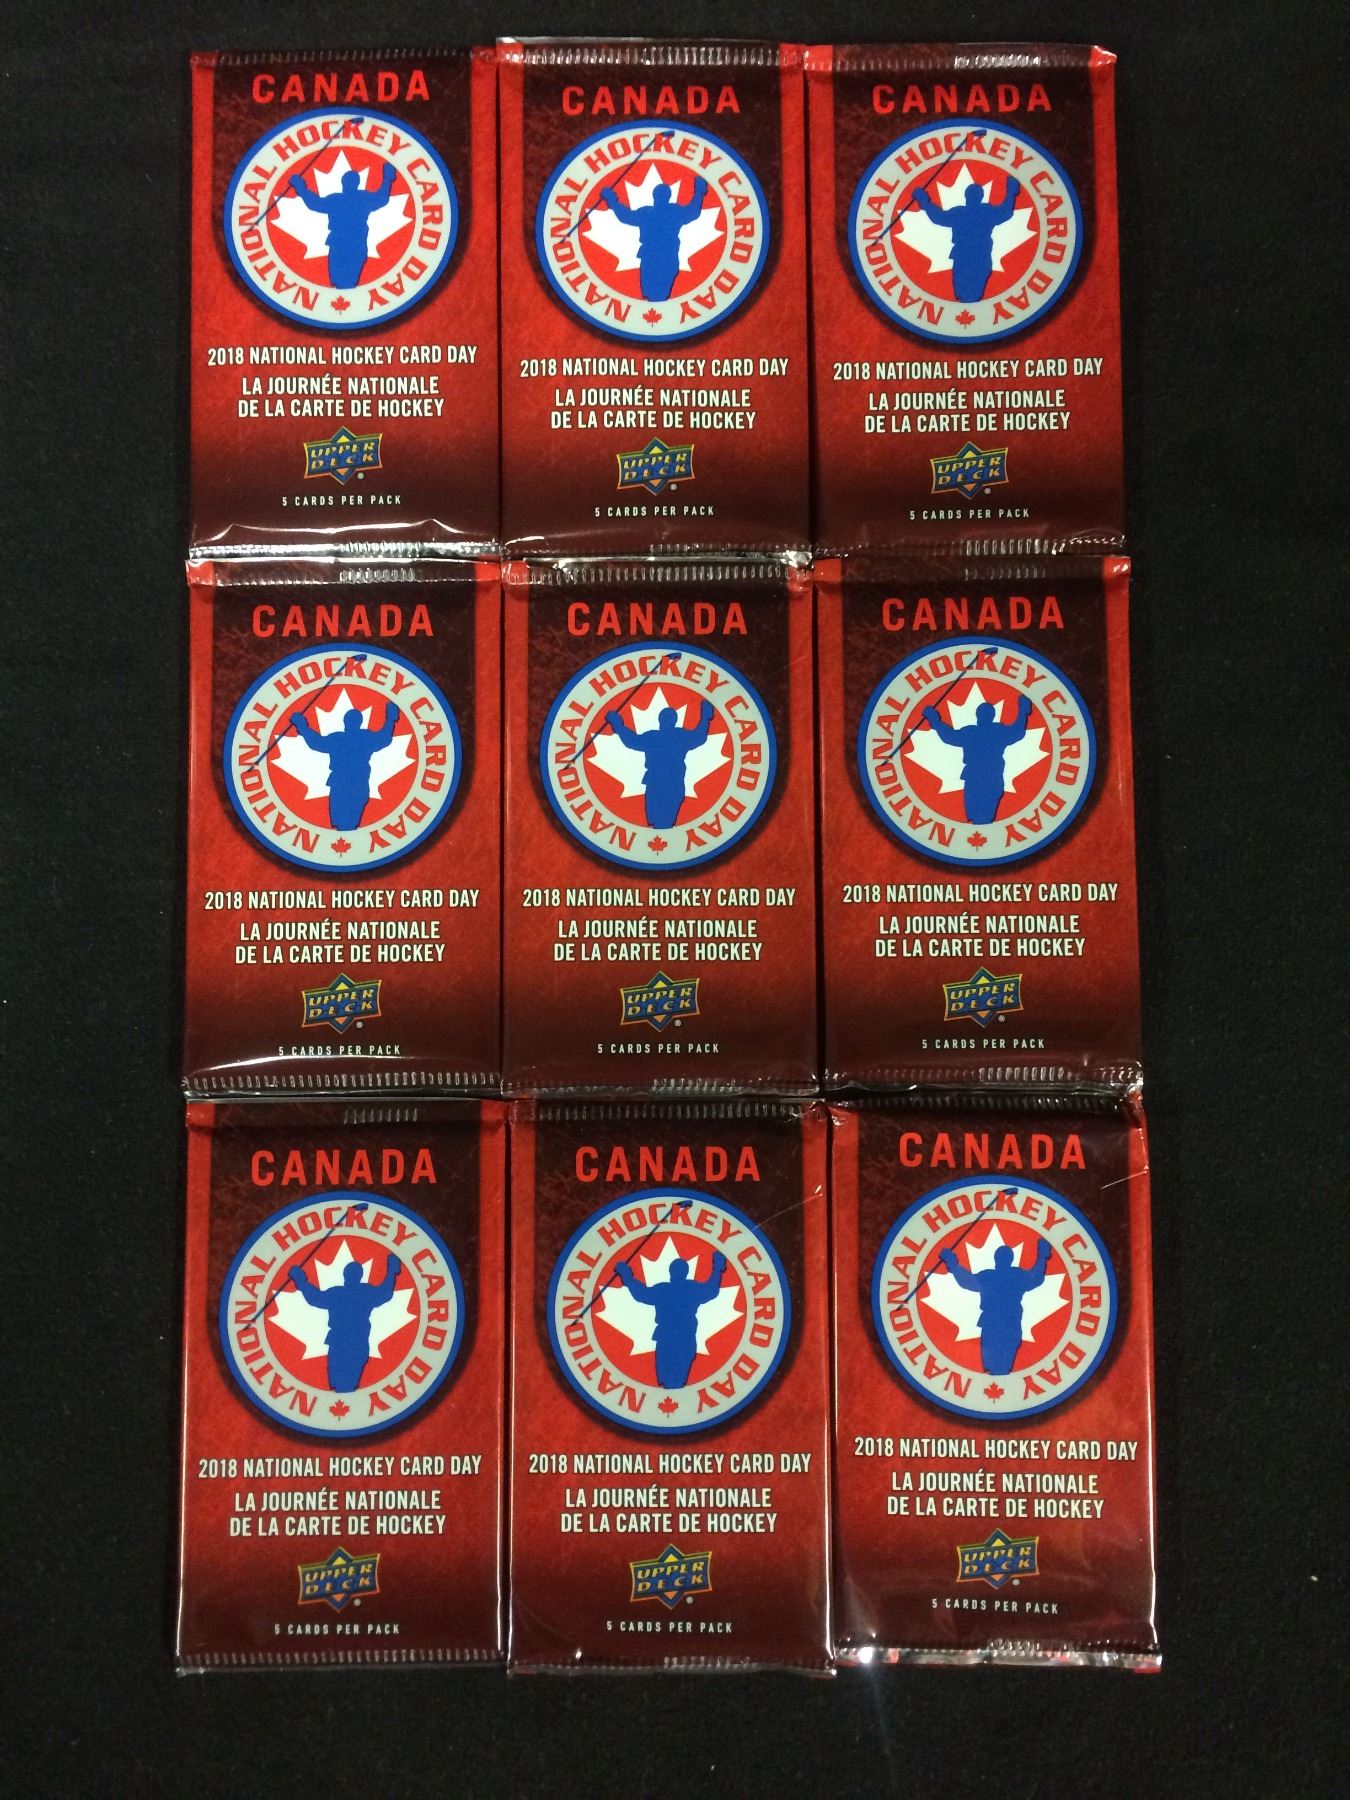 CANADA
NATIONAL HOCKEY CARD DAY
2018 NATIONAL HOCKEY CARD DAY
LA JOURNÉE NATIONALE
DE LA CARTE DE HOCKEY
UPPER
DECK
5 CARDS PER PACK
CANADA
NATIONAL HOCKEY CARD DAY
2018 NATIONAL HOCKEY CARD DAY
LA JOURNÉE NATIONALE
DE LA CARTE DE HOCKEY
UPPER
DECK
5 CARDS PER PACK
CANADA
NATIONAL HOCKEY CARD DAY
2018 NATIONAL HOCKEY CARD DAY
LA JOURNÉE NATIONALE
DE LA CARTE DE HOCKEY
UPPER
DECK
5 CARDS PER PACK
CANADA
NATIONAL HOCKEY CARD DAY
2018 NATIONAL HOCKEY CARD DAY
LA JOURNÉE NATIONALE
DE LA CARTE DE HOCKEY
UPPER
DECK
5 CARDS PER PACK
CANADA
NATIONAL HOCKEY CARD DAY
2018 NATIONAL HOCKEY CARD DAY
LA JOURNÉE NATIONALE
DE LA CARTE DE HOCKEY
UPPER
DECK
5 CARDS PER PACK
CANADA
NATIONAL HOCKEY CARD DAY
2018 NATIONAL HOCKEY CARD DAY
LA JOURNÉE NATIONALE
DE LA CARTE DE HOCKEY
UPPER
DECK
5 CARDS PER PACK
CANADA
NATIONAL HOCKEY CARD DAY
2018 NATIONAL HOCKEY CARD DAY
LA JOURNÉE NATIONALE
DE LA CARTE DE HOCKEY
UPPER
DECK
5 CARDS PER PACK
CANADA
NATIONAL HOCKEY CARD DAY
2018 NATIONAL HOCKEY CARD DAY
LA JOURNÉE NATIONALE
DE LA CARTE DE HOCKEY
UPPER
DECK
5 CARDS PER PACK
CANADA
NATIONAL HOCKEY CARD DAY
2018 NATIONAL HOCKEY CARD DAY
LA JOURNÉE NATIONALE
DE LA CARTE DE HOCKEY
UPPER
DECK
5 CARDS PER PACK